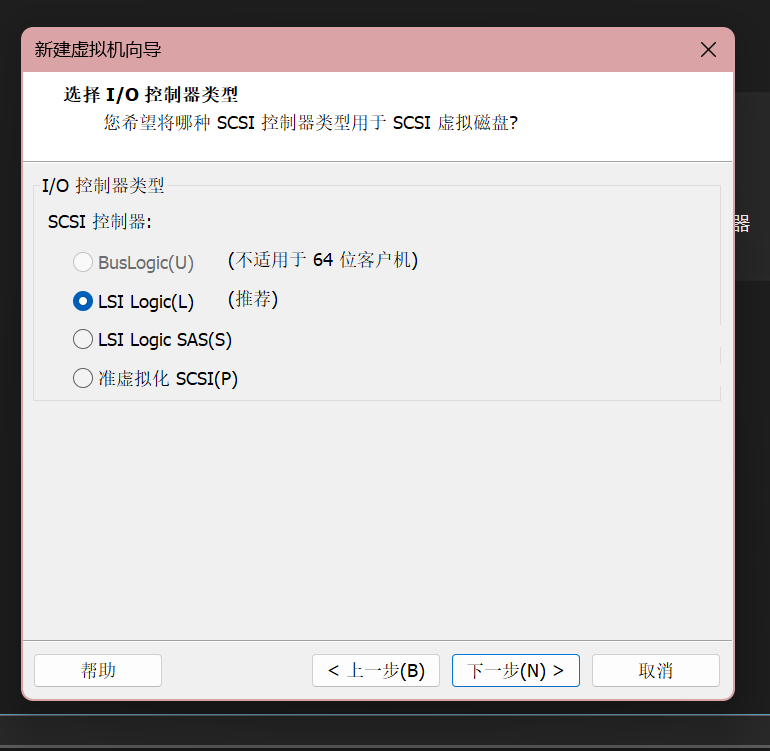 新建虚拟机向导
选择 I/O 控制器类型
您希望将哪种 SCSI 控制器类型用于 SCSI 虚拟磁盘?
I/O 控制器类型
SCSI 控制器:
器
BusLogic(U) (不适用于 64 位客户机)
LSI Logic(L) (推荐)
LSI Logic SAS(S)
准虚拟化 SCSI(P)
帮助 < 上一步(B) 下一步(N) > 取消